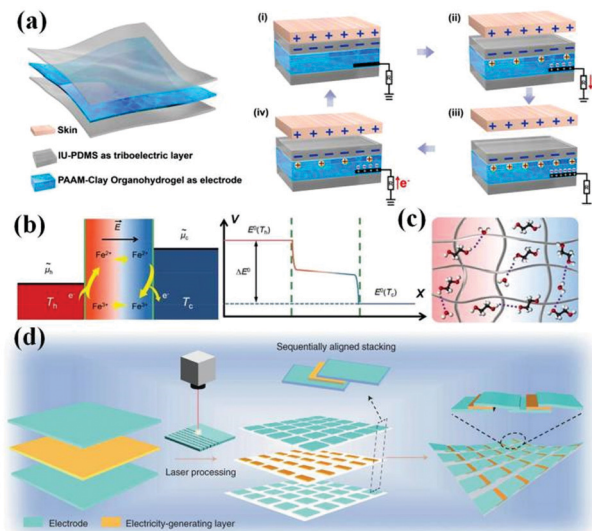 (a)
(i)
(ii)
(iv)
(iii)
R
R
R
R
e-
Skin
IU-PDMS as triboelectric layer
PAAM-Clay Organohydrogel as electrode
(b)
E
μ̃h
μ̃c
Fe2+
Fe2+
Fe3+
Fe3+
e-
e-
Th
Tc
V
E0(Th)
ΔE0
E0(Tc)
X
(c)
(d)
Sequentially aligned stacking
Laser processing
Electrode
Electricity-generating layer